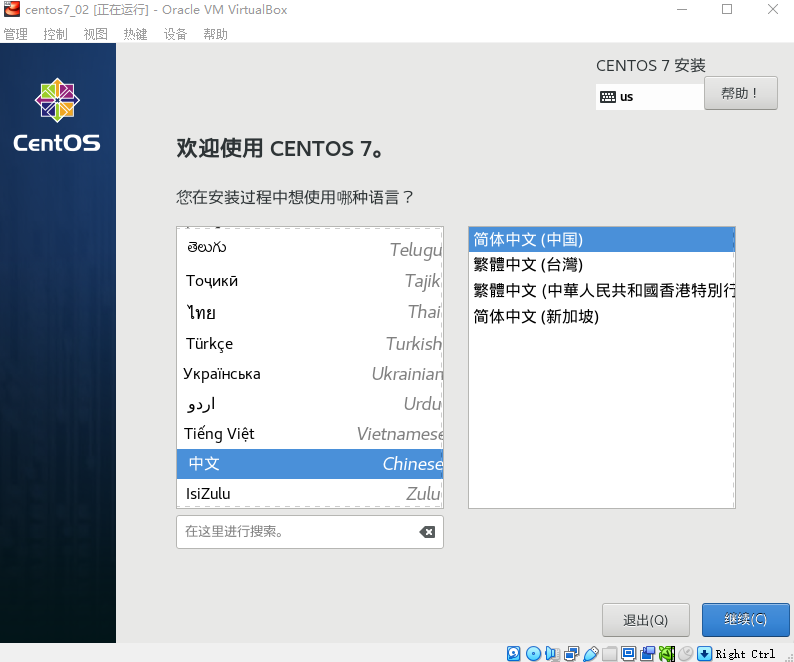 centos7_02 [正在运行] - Oracle VM VirtualBox
管理 控制 视图 热键 设备 帮助
CentOS
CENTOS 7 安装
us
帮助！
欢迎使用 CENTOS 7。
您在安装过程中想使用哪种语言？
తెలుగు Telugu
Тоҷикӣ Tajik
ไทย Thai
Türkçe Turkish
Українська Ukrainian
اردو Urdu
Tiếng Việt Vietnamese
中文 Chinese
IsiZulu Zulu
在这里进行搜索。
简体中文 (中国)
繁體中文 (台灣)
繁體中文 (中華人民共和國香港特別行
简体中文 (新加坡)
退出(Q)
继续(C)
Right Ctrl